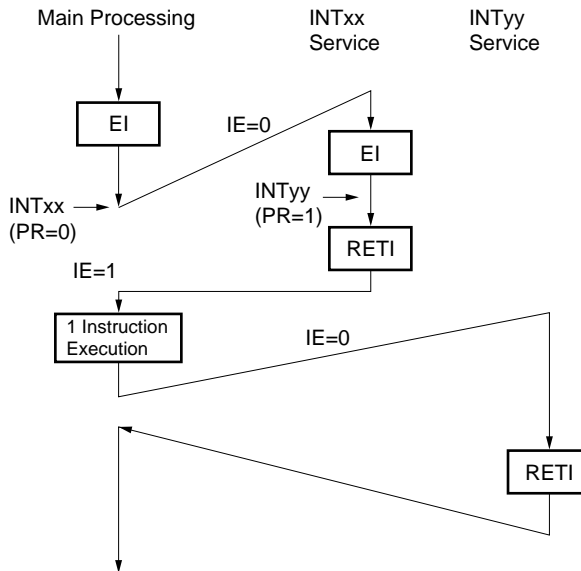 Main Processing
INTxx
Service
INTyy
Service
EI
IE=0
EI
INTxx
(PR=0)
INTyy
(PR=1)
RETI
IE=1
1 Instruction
Execution
IE=0
RETI